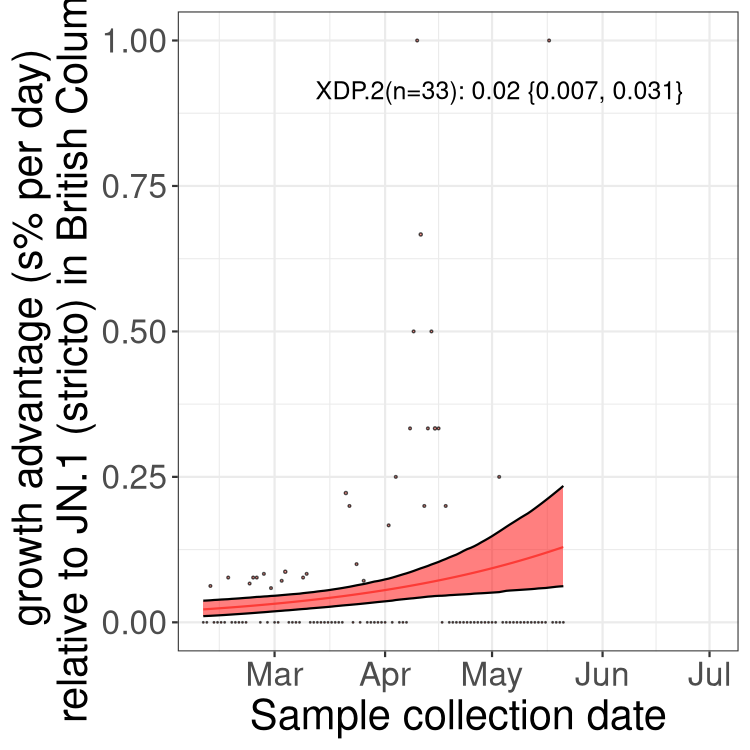 growth advantage (s% per day)
relative to JN.1 (stricto) in British Colum
1.00
0.75
0.50
0.25
0.00
XDP.2(n=33): 0.02 {0.007, 0.031}
Mar Apr May Jun Jul
Sample collection date